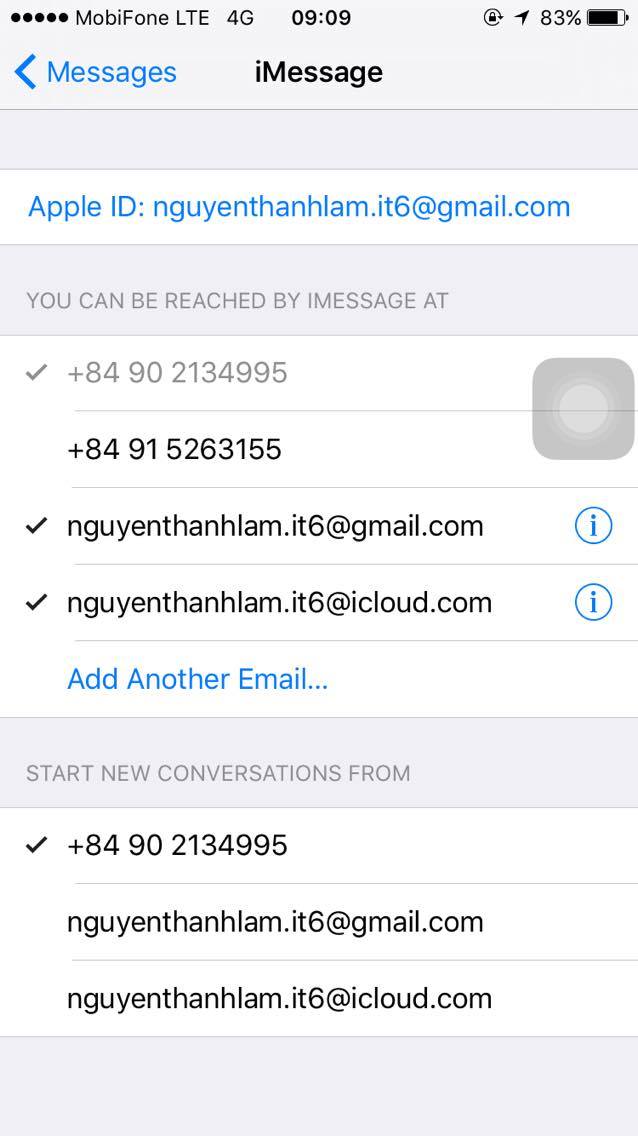 MobiFone LTE 4G 09:09 83%
Messages iMessage
Apple ID: nguyenthanhlam.it6@gmail.com
YOU CAN BE REACHED BY IMESSAGE AT
+84 90 2134995
+84 91 5263155
nguyenthanhlam.it6@gmail.com
nguyenthanhlam.it6@icloud.com
Add Another Email...
START NEW CONVERSATIONS FROM
+84 90 2134995
nguyenthanhlam.it6@gmail.com
nguyenthanhlam.it6@icloud.com